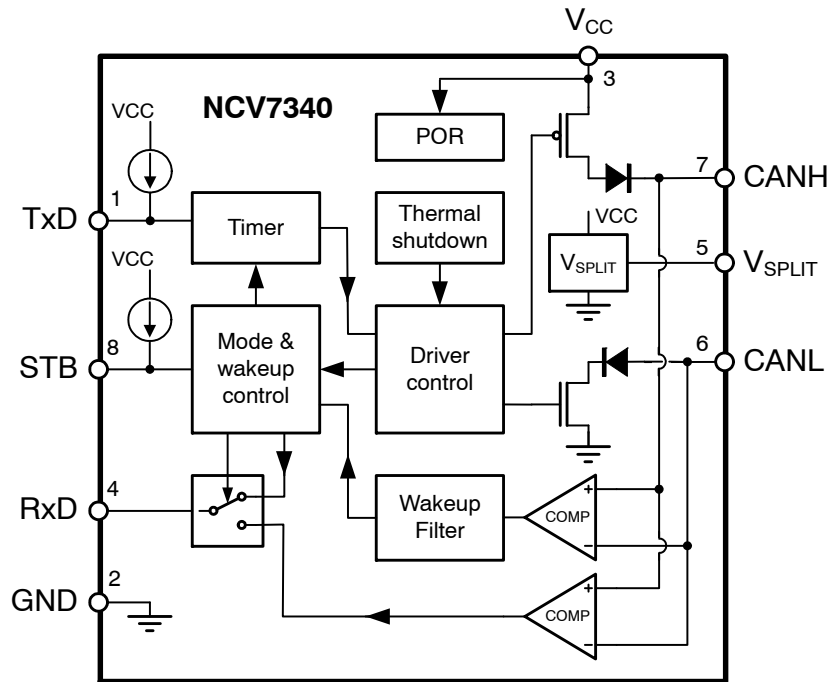 V_CC
3
NCV7340
VCC
POR
7
CANH
1
TxD
Timer
Thermal
shutdown
VCC
V_SPLIT
5
V_SPLIT
VCC
8
STB
Mode &
wakeup
control
Driver
control
6
CANL
4
RxD
Wakeup
Filter
COMP
+
−
2
GND
COMP
+
−